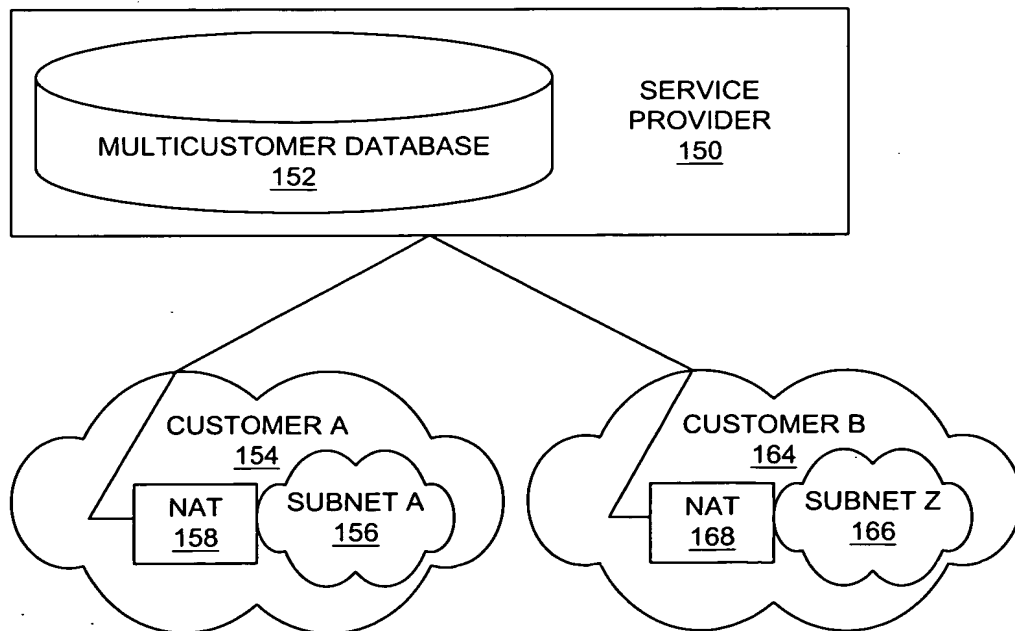 SERVICE
PROVIDER
150
MULTICUSTOMER DATABASE
152
CUSTOMER A
154
NAT
158
SUBNET A
156
CUSTOMER B
164
NAT
168
SUBNET Z
166